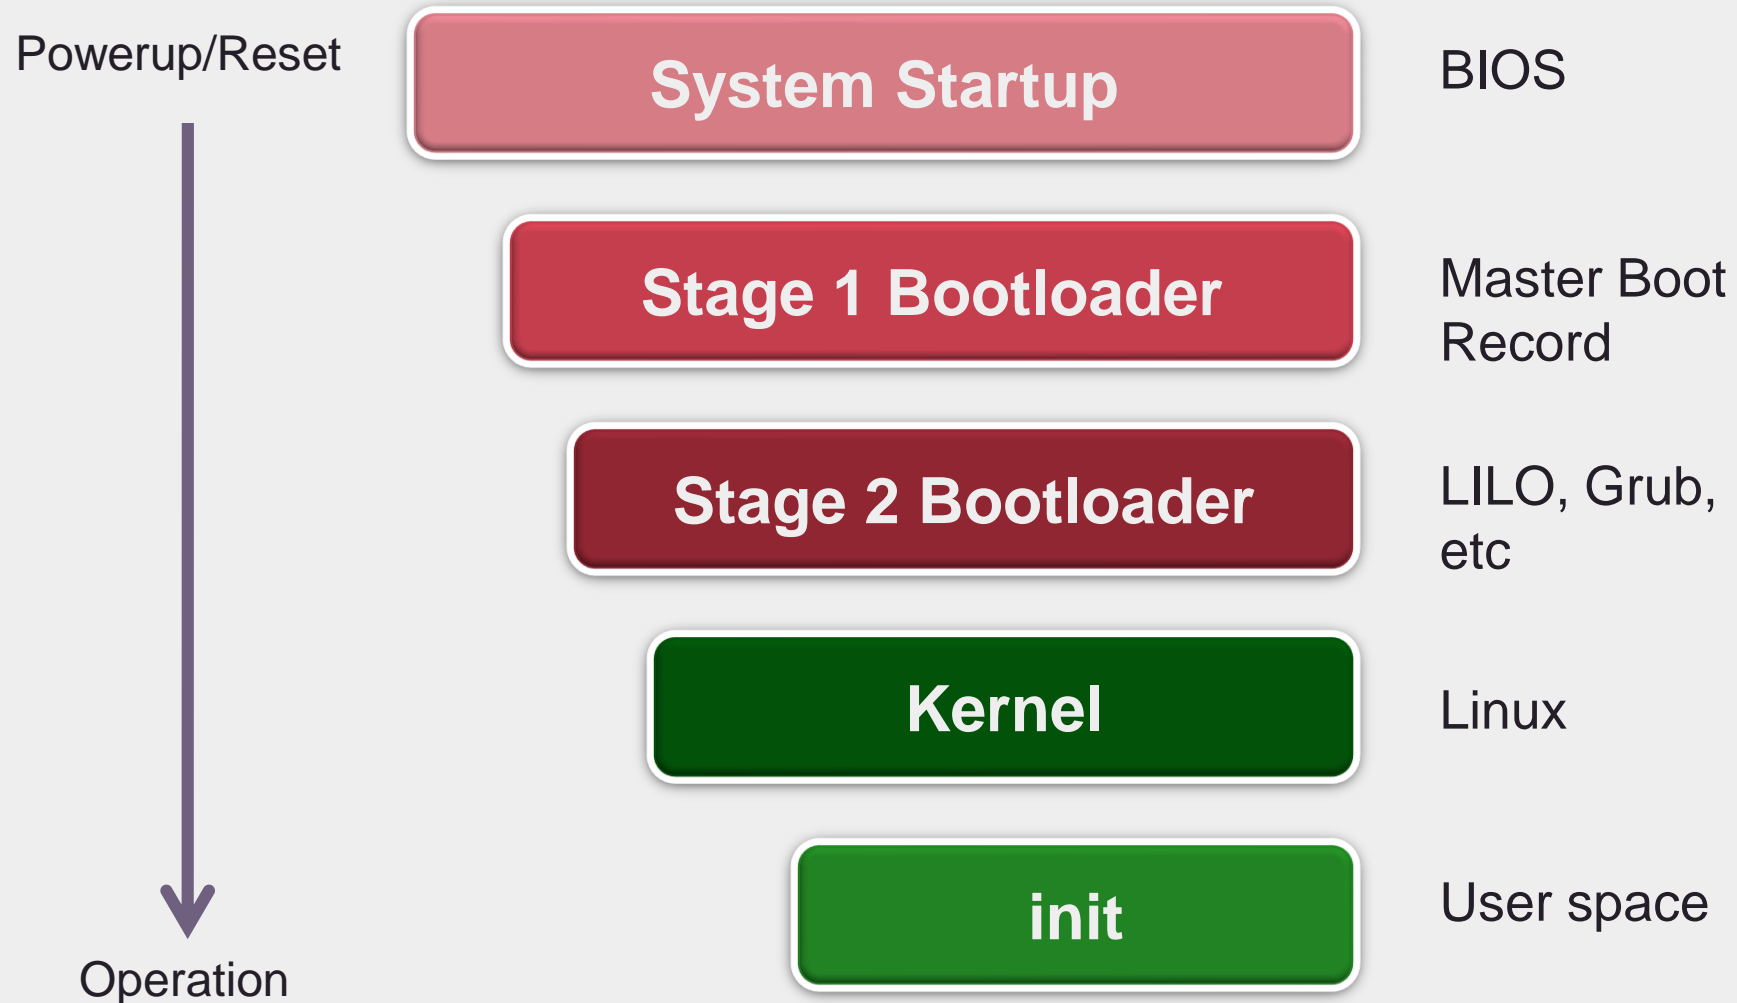 Powerup/Reset
System Startup
BIOS
Stage 1 Bootloader
Master Boot
Record
Stage 2 Bootloader
LILO, Grub,
etc
Kernel
Linux
init
User space
Operation